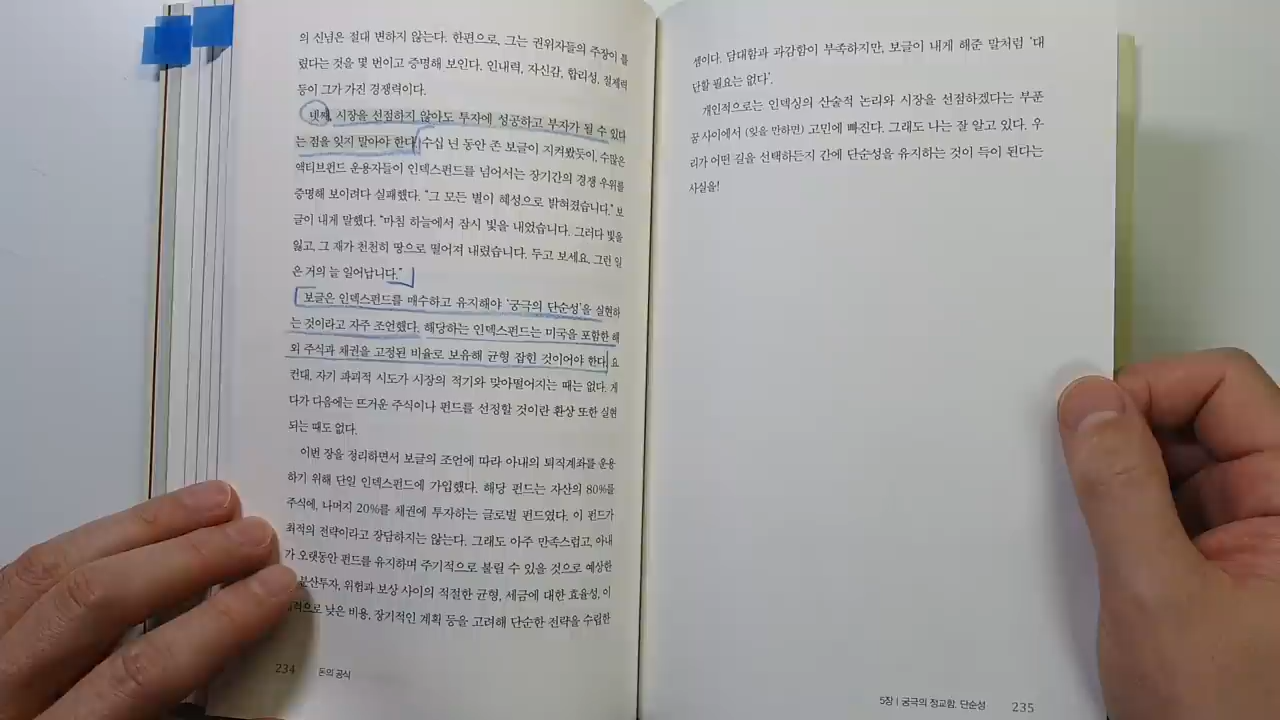 의 신념은 절대 변하지 않는다. 한편으로, 그는 권위자들의 주장이 틀
렸다는 것을 몇 번이고 증명해 보인다. 인내력, 자신감, 합리성, 절제력
등이 그가 가진 경쟁력이다.
넷째, 시장을 선점하지 않아도 투자에 성공하고 부자가 될 수 있다
는 점을 잊지 말아야 한다. 수십 년 동안 존 보글이 지켜봤듯이, 수많은
액티브펀드 운용자들이 인덱스펀드를 넘어서는 장기간의 경쟁 우위를
증명해 보이려다 실패했다. “그 모든 별이 혜성으로 밝혀졌습니다.” 보
글이 내게 말했다. “마침 하늘에서 잠시 빛을 내었습니다. 그러다 빛을
잃고, 그 재가 천천히 땅으로 떨어져 내렸습니다. 두고 보세요, 그런 일
은 거의 늘 일어납니다.”
보글은 인덱스펀드를 매수하고 유지해야 ‘궁극의 단순성’을 실현하
는 것이라고 자주 조언했다. 해당하는 인덱스펀드는 미국을 포함한 해
외 주식과 채권을 고정된 비율로 보유해 균형 잡힌 것이어야 한다. 요
컨대, 자기 파괴적 시도가 시장의 적기와 맞아떨어지는 때는 없다. 게
다가 다음에는 뜨거운 주식이나 펀드를 선정할 것이란 환상 또한 실현
되는 때도 없다.
이번 장을 정리하면서 보글의 조언에 따라 아내의 퇴직계좌를 운용
하기 위해 단일 인덱스펀드에 가입했다. 해당 펀드는 자산의 80%를
주식에, 나머지 20%를 채권에 투자하는 글로벌 펀드였다. 이 펀드가
최적의 전략이라고 장담하지는 않는다. 그래도 아주 만족스럽고, 아내
가 오랫동안 펀드를 유지하며 주기적으로 불릴 수 있을 것으로 예상한
분산투자, 위험과 보상 사이의 적절한 균형, 세금에 대한 효율성, 이
으로 낮은 비용, 장기적인 계획 등을 고려해 단순한 전략을 수립한
234 돈의 공식
셈이다. 담대함과 과감함이 부족하지만, 보글이 내게 해준 말처럼 ‘대
단할 필요는 없다’.
개인적으로는 인덱싱의 산술적 논리와 시장을 선점하겠다는 부푼
꿈 사이에서 (잊을 만하면) 고민에 빠진다. 그래도 나는 잘 알고 있다. 우
리가 어떤 길을 선택하든지 간에 단순성을 유지하는 것이 득이 된다는
사실을!
5장 | 궁극의 정교함, 단순성 235